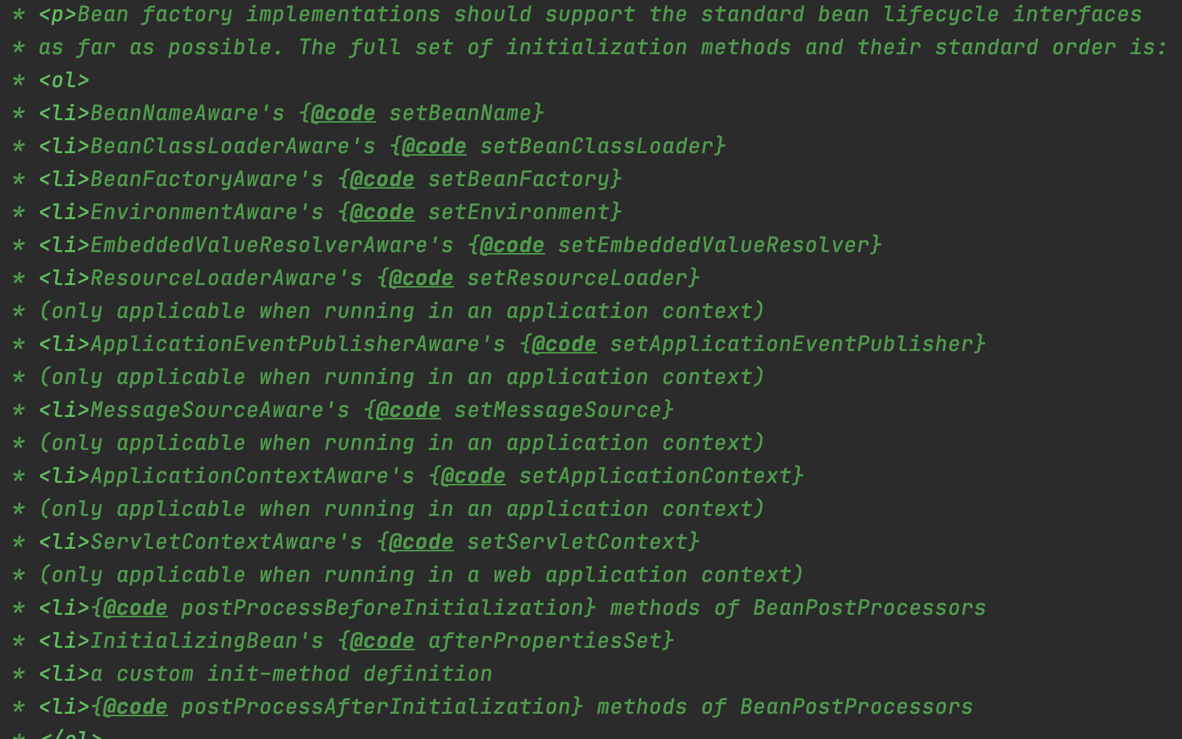 * <p>Bean factory implementations should support the standard bean lifecycle interfaces
* as far as possible. The full set of initialization methods and their standard order is:
* <ol>
* <li>BeanNameAware's {@code setBeanName}
* <li>BeanClassLoaderAware's {@code setBeanClassLoader}
* <li>BeanFactoryAware's {@code setBeanFactory}
* <li>EnvironmentAware's {@code setEnvironment}
* <li>EmbeddedValueResolverAware's {@code setEmbeddedValueResolver}
* <li>ResourceLoaderAware's {@code setResourceLoader}
* (only applicable when running in an application context)
* <li>ApplicationEventPublisherAware's {@code setApplicationEventPublisher}
* (only applicable when running in an application context)
* <li>MessageSourceAware's {@code setMessageSource}
* (only applicable when running in an application context)
* <li>ApplicationContextAware's {@code setApplicationContext}
* (only applicable when running in an application context)
* <li>ServletContextAware's {@code setServletContext}
* (only applicable when running in a web application context)
* <li>{@code postProcessBeforeInitialization} methods of BeanPostProcessors
* <li>InitializingBean's {@code afterPropertiesSet}
* <li>a custom init-method definition
* <li>{@code postProcessAfterInitialization} methods of BeanPostProcessors
* </ol>